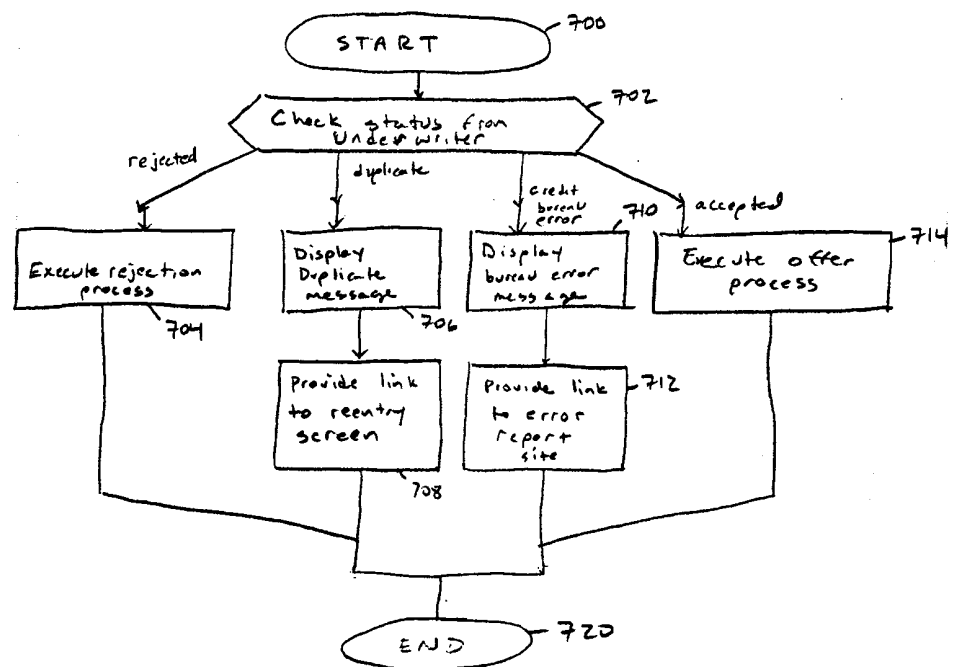 START
700
Check status from
Underwriter
702
rejected
duplicate
credit
bureau
error
accepted
Execute rejection
process
704
Display
Duplicate
message
706
Display
bureau error
message
710
Execute offer
process
714
Provide link
to reentry
screen
708
Provide link
to error
report
site
712
END
720